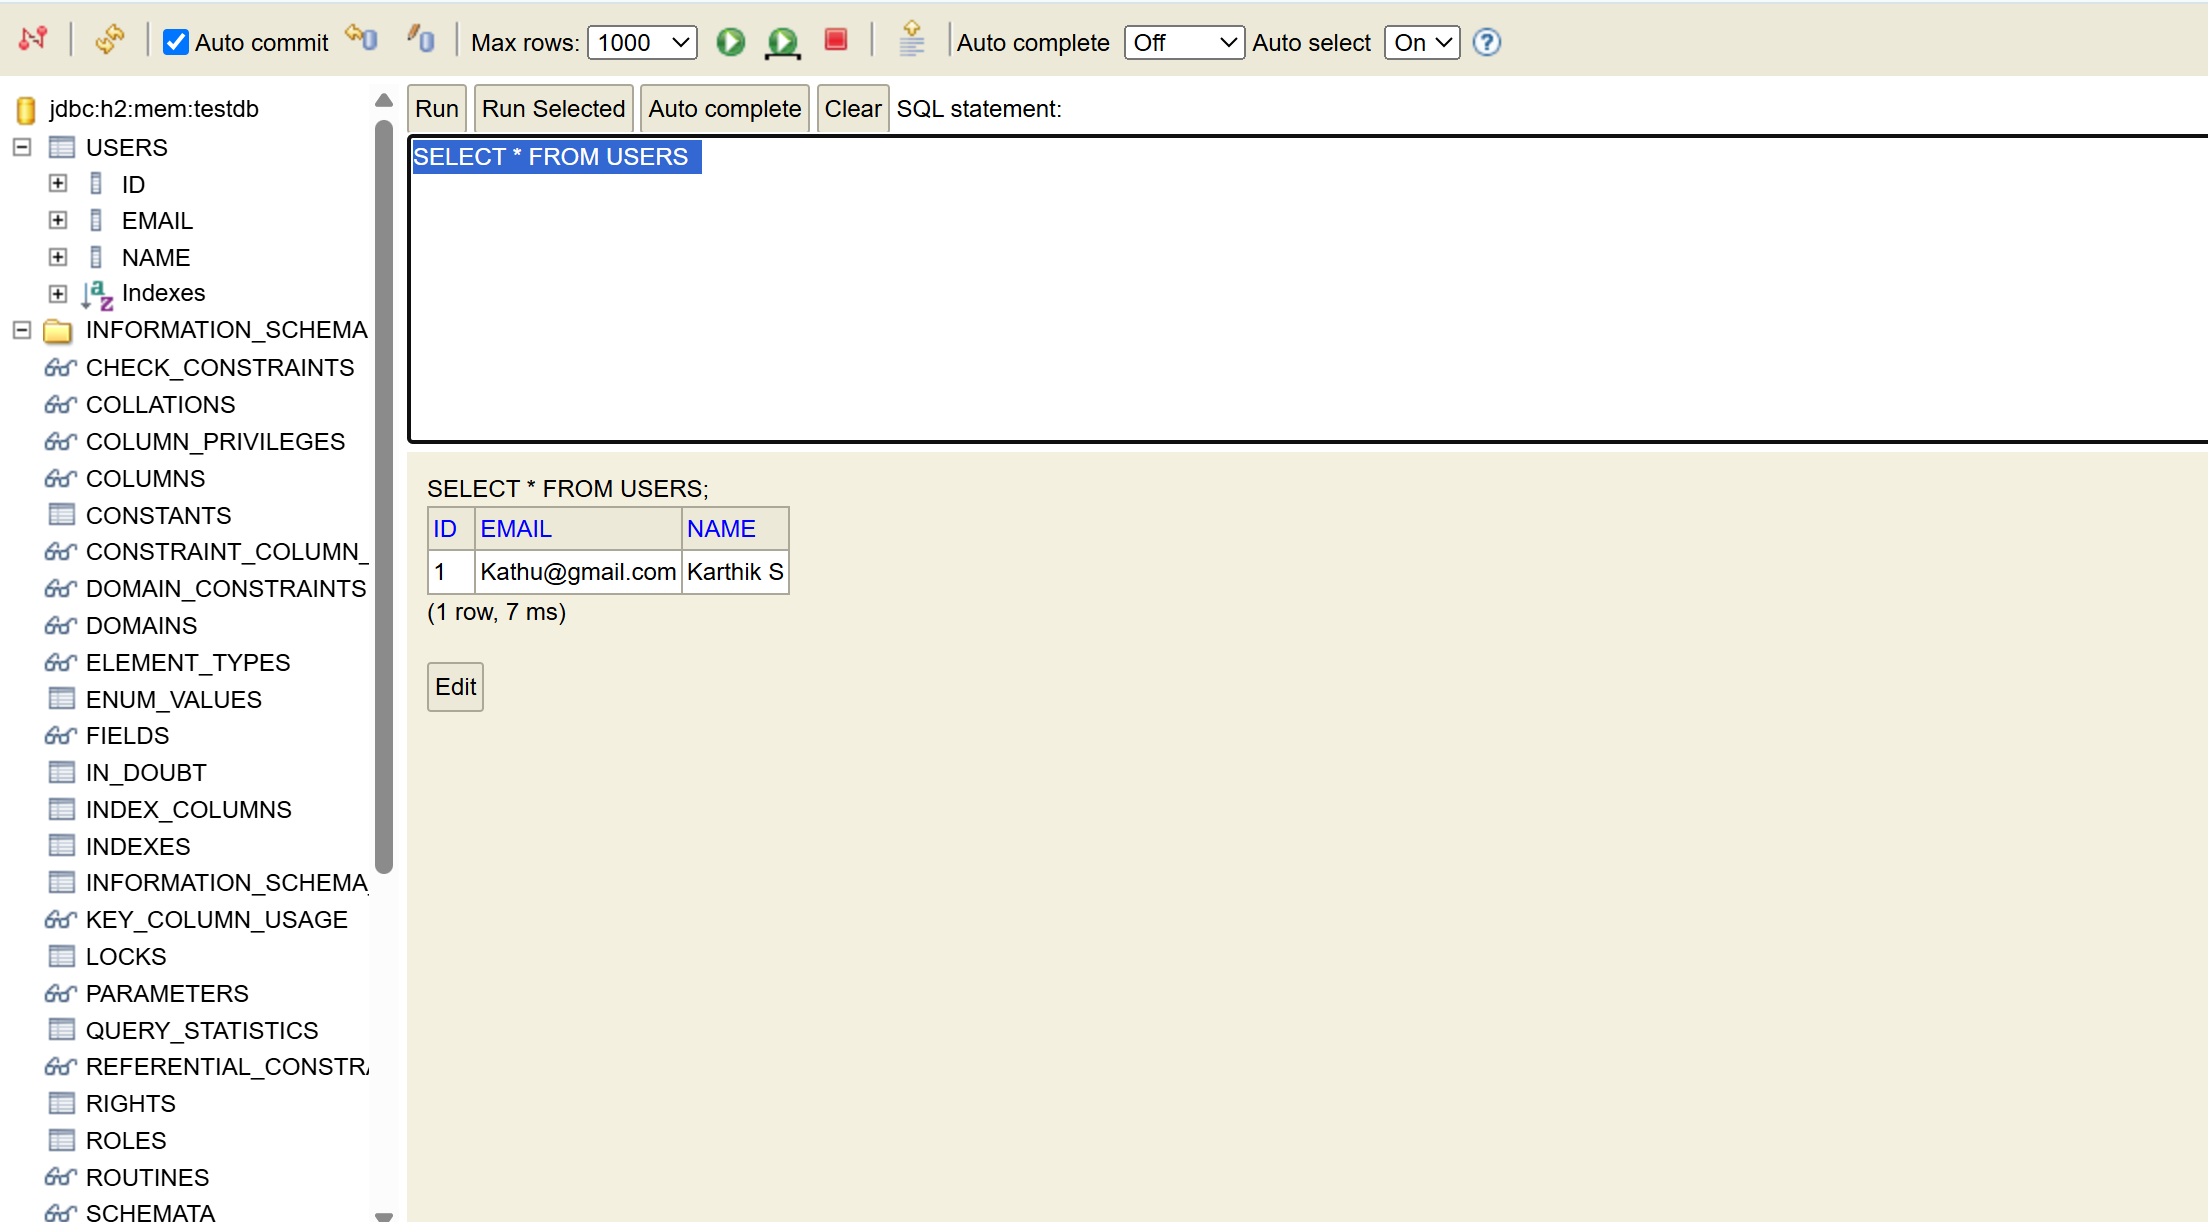 Auto commit Max rows: 1000 Auto complete Off Auto select On ?
jdbc:h2:mem:testdb
USERS
ID
EMAIL
NAME
Indexes
INFORMATION_SCHEMA
CHECK_CONSTRAINTS
COLLATIONS
COLUMN_PRIVILEGES
COLUMNS
CONSTANTS
CONSTRAINT_COLUMN_
DOMAIN_CONSTRAINTS
DOMAINS
ELEMENT_TYPES
ENUM_VALUES
FIELDS
IN_DOUBT
INDEX_COLUMNS
INDEXES
INFORMATION_SCHEMA_
KEY_COLUMN_USAGE
LOCKS
PARAMETERS
QUERY_STATISTICS
REFERENTIAL_CONSTRA
RIGHTS
ROLES
ROUTINES
SCHEMATA
Run Run Selected Auto complete Clear SQL statement:
SELECT * FROM USERS
SELECT * FROM USERS;
ID EMAIL NAME
1 Kathu@gmail.com Karthik S
(1 row, 7 ms)
Edit